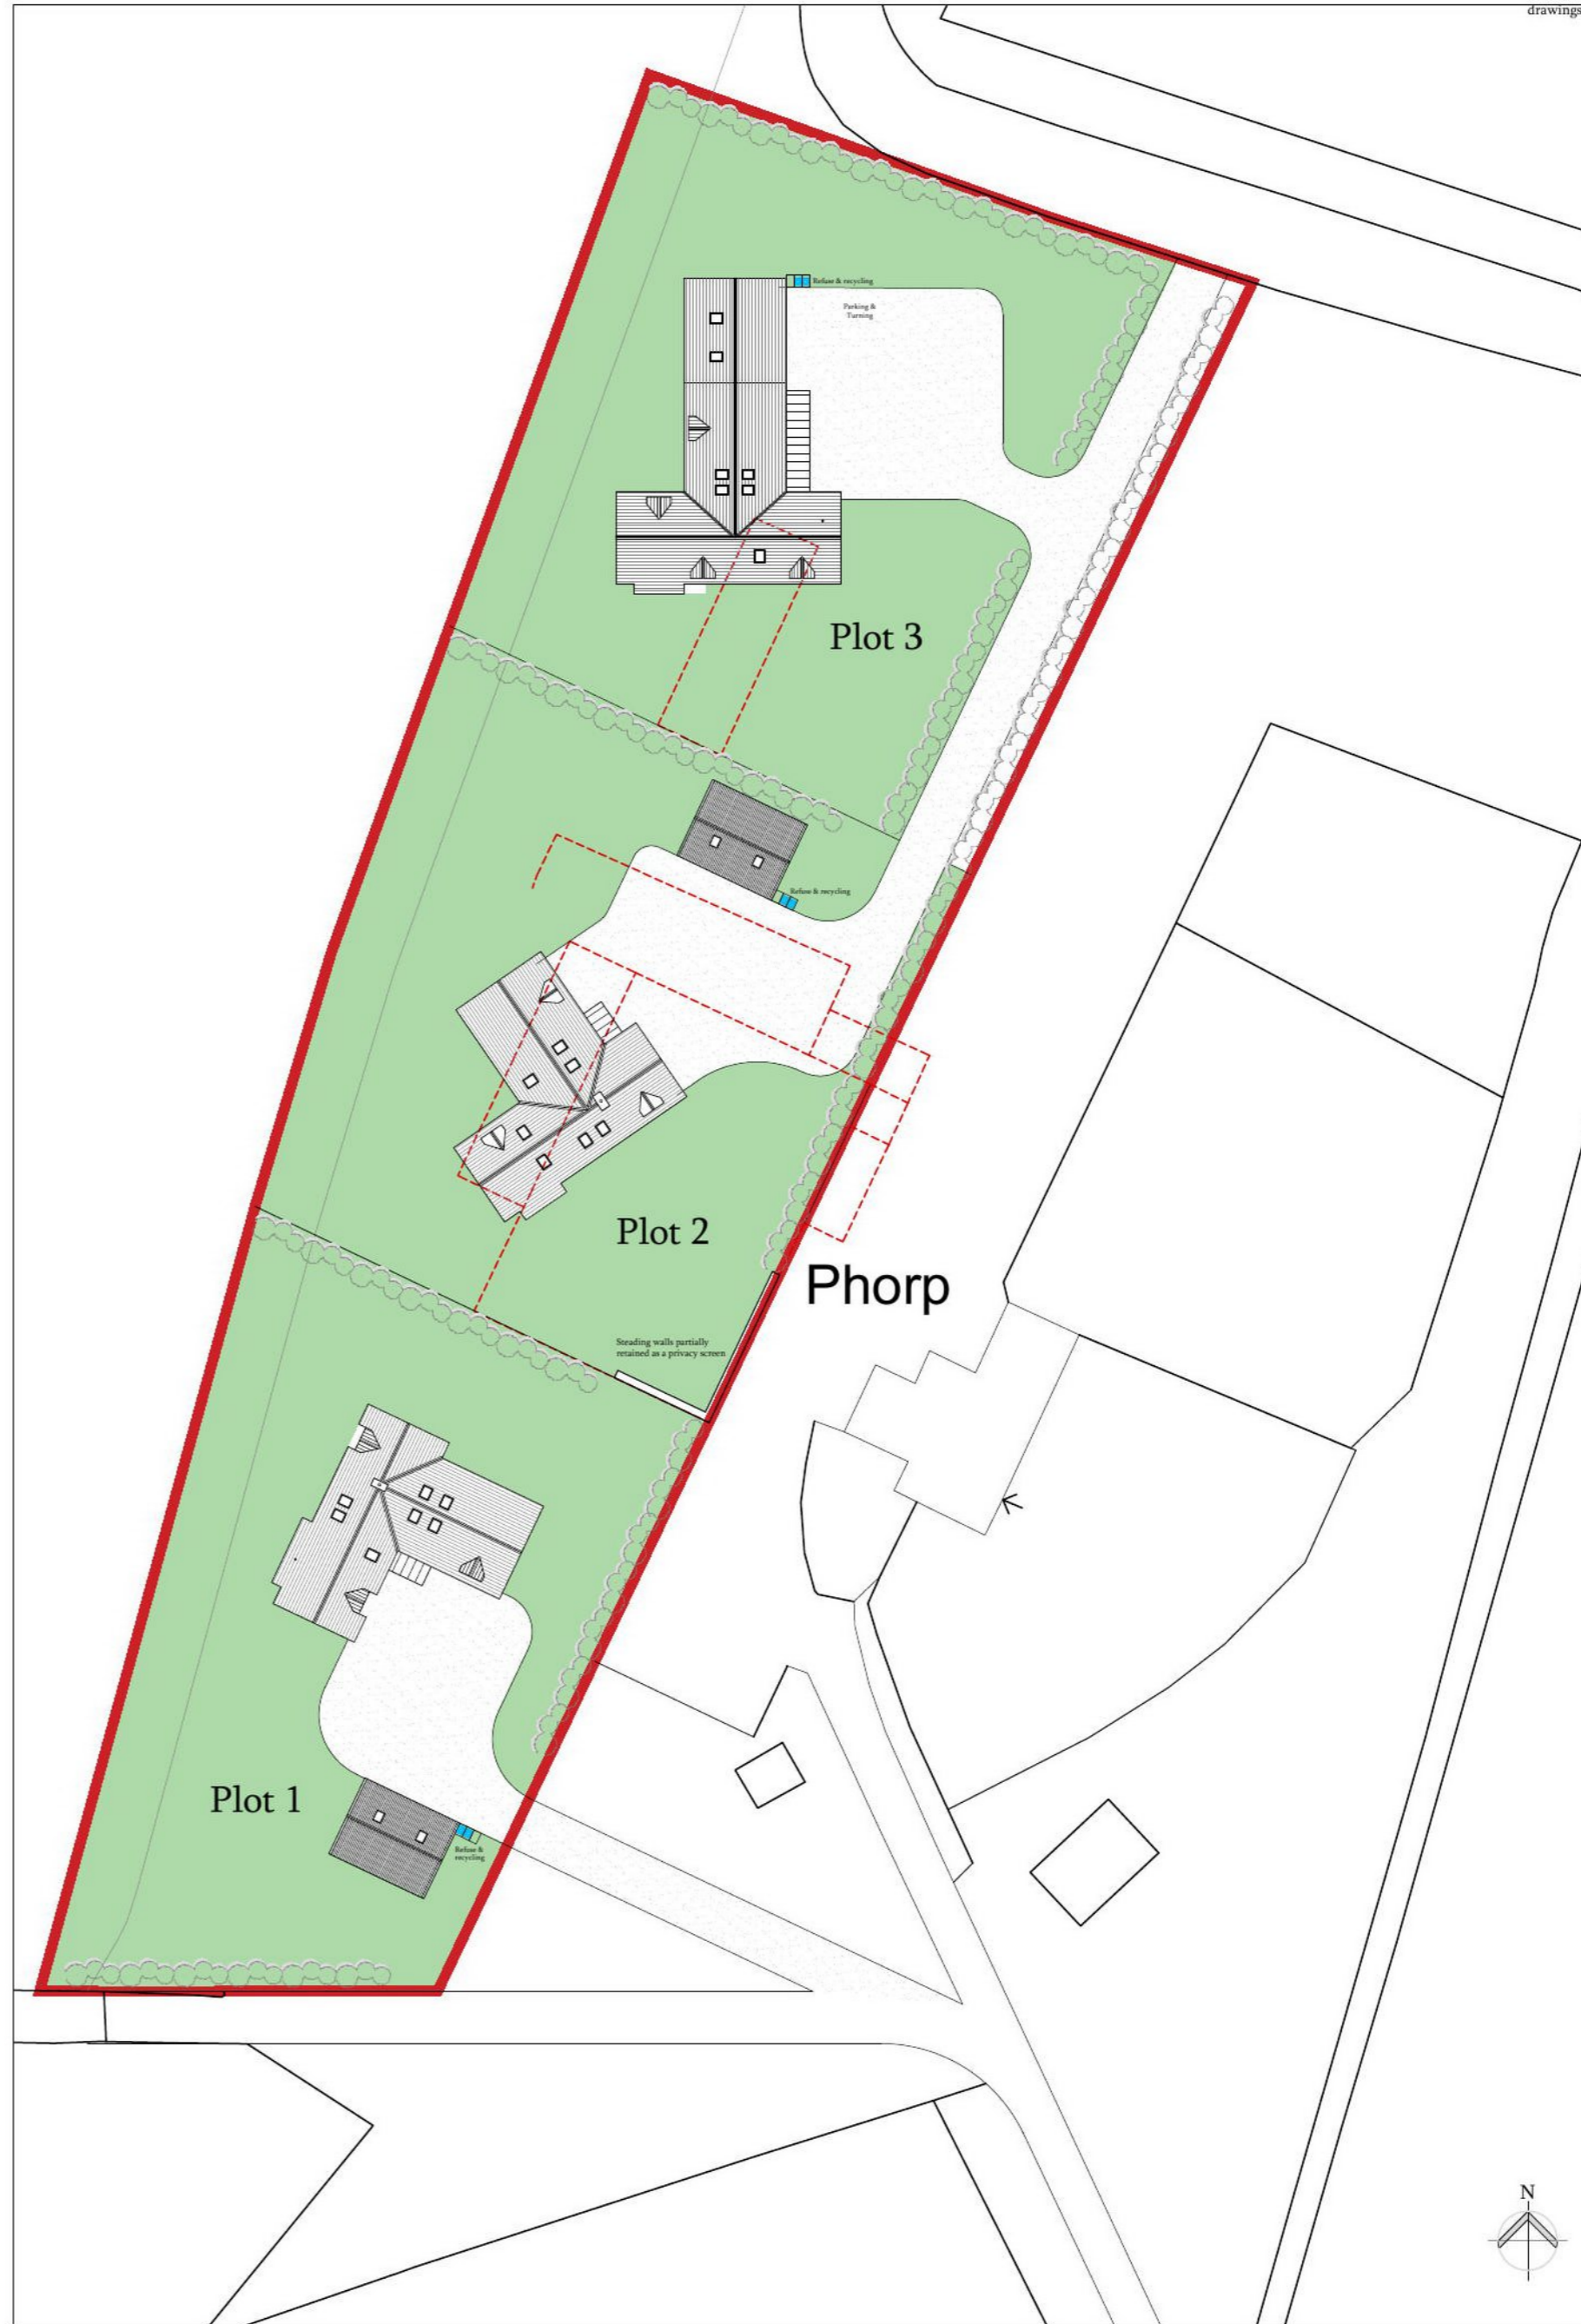 drawings
Refuse & recycling
Parking &
Turning
Plot 3
Refuse & recycling
Plot 2
Phorp
Steading walls partially
retained as a privacy screen
Plot 1
Refuse &
recycling
N